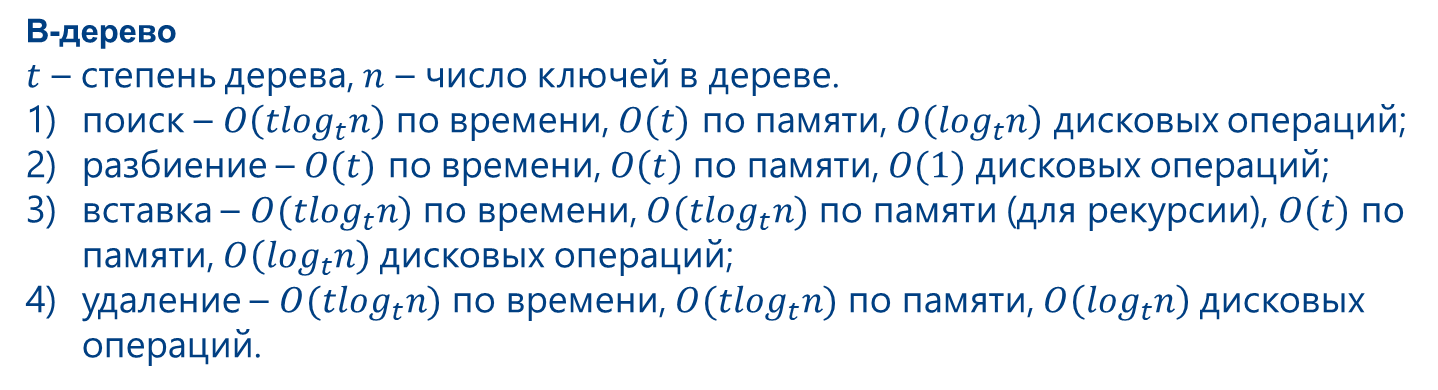 В-дерево
t – степень дерева, n – число ключей в дереве.
1) поиск – O(tlogₜn) по времени, O(t) по памяти, O(logₜn) дисковых операций;
2) разбиение – O(t) по времени, O(t) по памяти, O(1) дисковых операций;
3) вставка – O(tlogₜn) по времени, O(tlogₜn) по памяти (для рекурсии), O(t) по
памяти, O(logₜn) дисковых операций;
4) удаление – O(tlogₜn) по времени, O(tlogₜn) по памяти, O(logₜn) дисковых
операций.